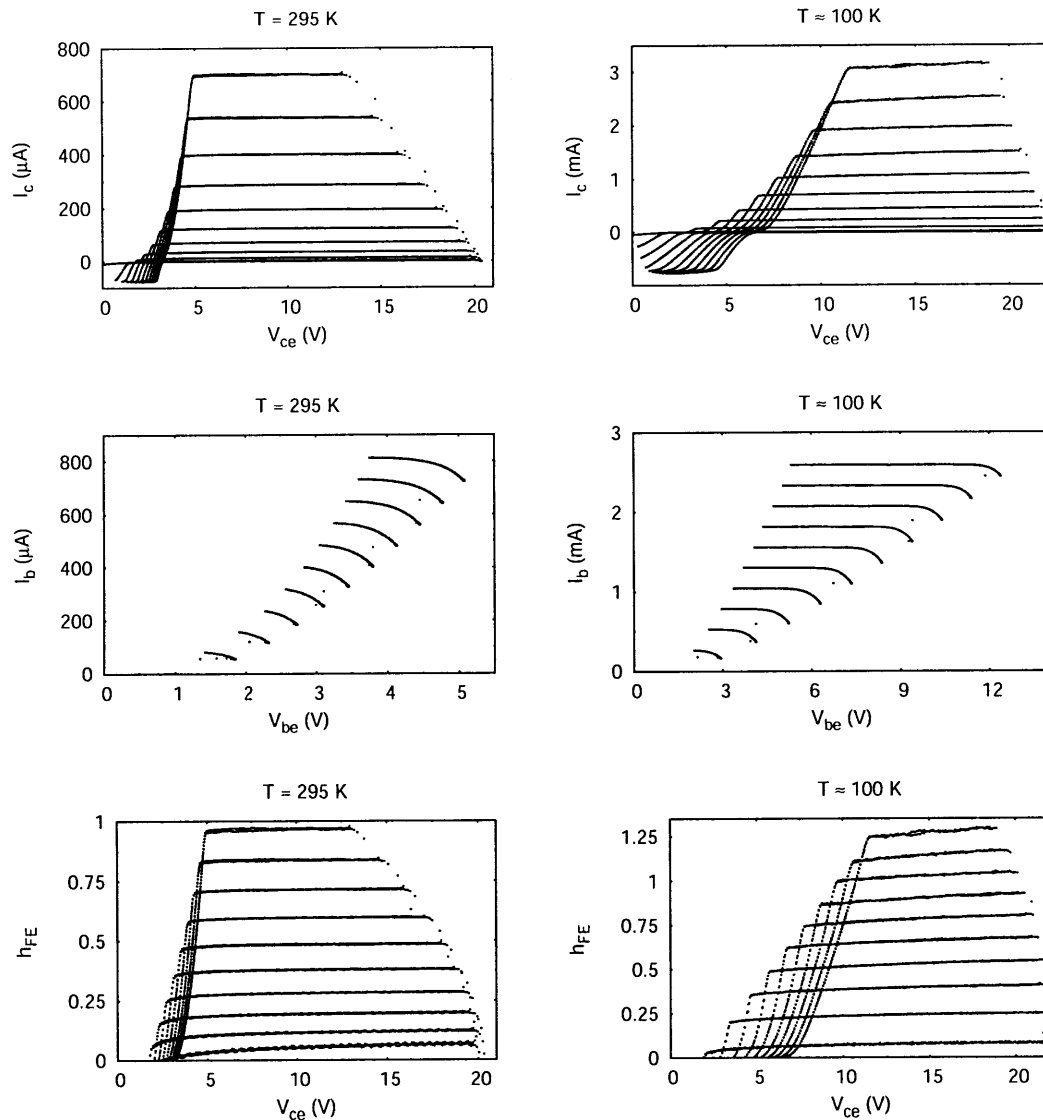 T = 295 K
800
600
400
200
0
I_c (μA)
0 5 10 15 20
V_ce (V)
T ≈ 100 K
3
2
1
0
I_c (mA)
0 5 10 15 20
V_ce (V)
T = 295 K
800
600
400
200
0
I_b (μA)
0 1 2 3 4 5
V_be (V)
T ≈ 100 K
3
2
1
0
I_b (mA)
0 3 6 9 12
V_be (V)
T = 295 K
1
0.75
0.5
0.25
0
h_FE
0 5 10 15 20
V_ce (V)
T ≈ 100 K
1.25
1
0.75
0.5
0.25
0
h_FE
0 5 10 15 20
V_ce (V)